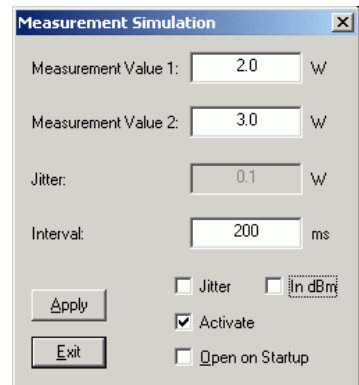 Measurement Simulation
Measurement Value 1: 2.0 W
Measurement Value 2: 3.0 W
Jitter: 0.1 W
Interval: 200 ms
Jitter In dBm
Apply
Activate
Exit
Open on Startup